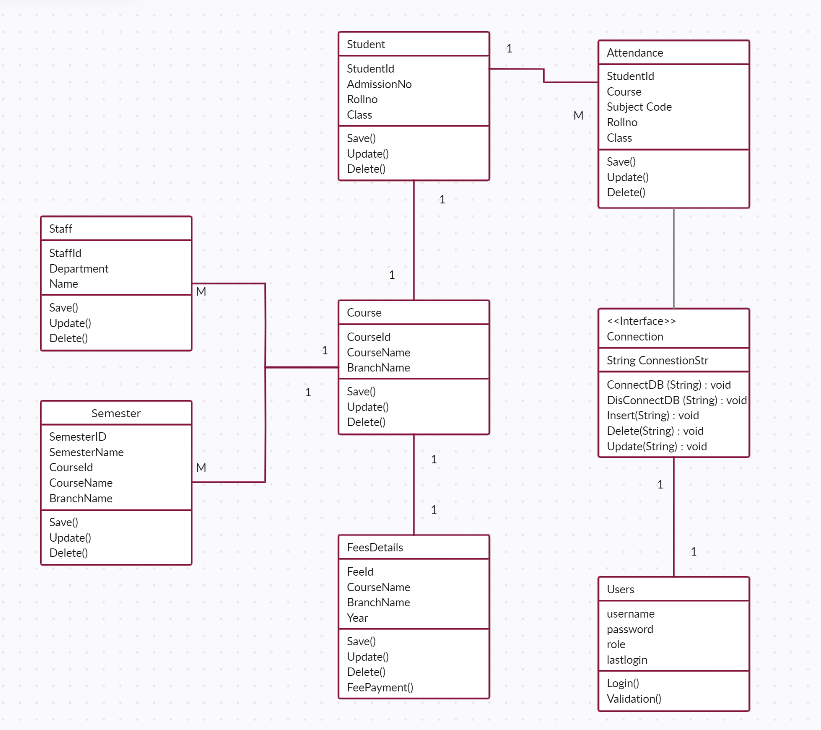 Student
StudentId
AdmissionNo
Rollno
Class
Save()
Update()
Delete()
1
M
Attendance
StudentId
Course
Subject Code
Rollno
Class
Save()
Update()
Delete()
1
1
Staff
StaffId
Department
Name
Save()
Update()
Delete()
M
1
1
Course
CourseId
CourseName
BranchName
Save()
Update()
Delete()
<<Interface>>
Connection
String ConnestionStr
ConnectDB (String) : void
DisConnectDB (String) : void
Insert(String) : void
Delete(String) : void
Update(String) : void
Semester
SemesterID
SemesterName
CourseId
CourseName
BranchName
Save()
Update()
Delete()
M
1
1
FeesDetails
FeeId
CourseName
BranchName
Year
Save()
Update()
Delete()
FeePayment()
1
1
Users
username
password
role
lastlogin
Login()
Validation()